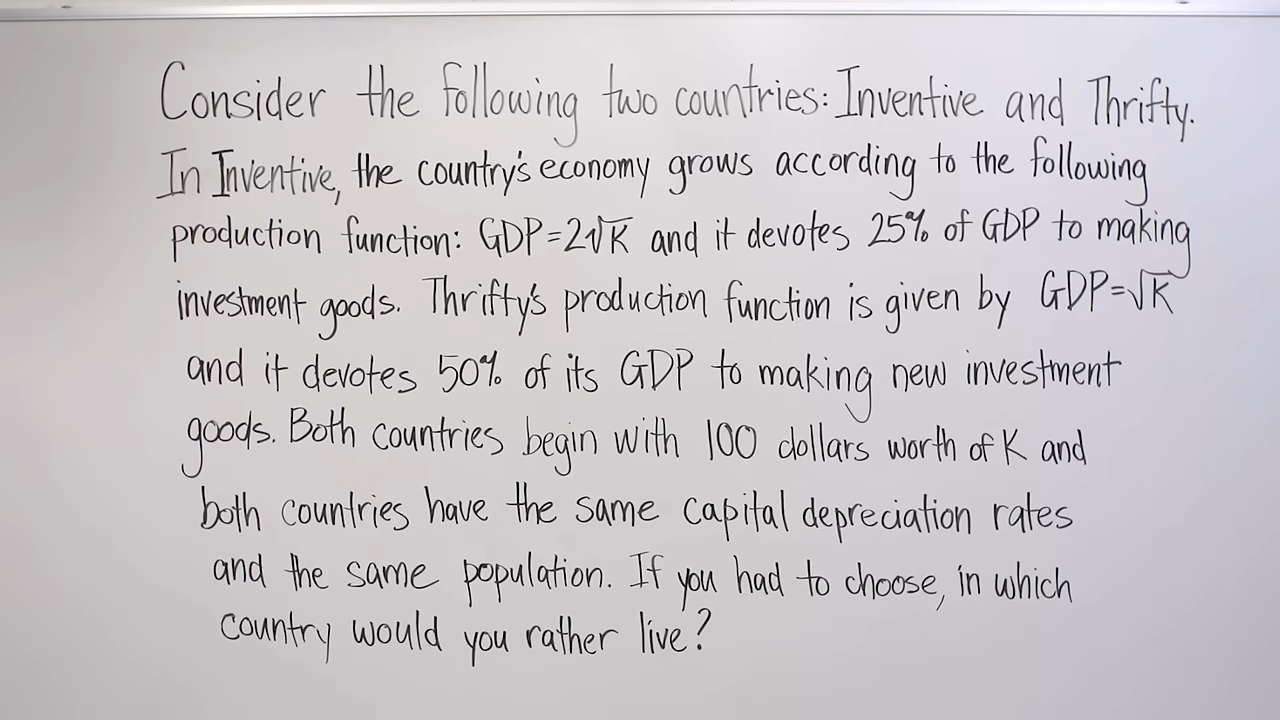 Consider the following two countries: Inventive and Thrifty.
In Inventive, the country's economy grows according to the following
production function: GDP=2√K and it devotes 25% of GDP to making
investment goods. Thrifty's production function is given by GDP=√K
and it devotes 50% of its GDP to making new investment
goods. Both countries begin with 100 dollars worth of K and
both countries have the same capital depreciation rates
and the same population. If you had to choose, in which
country would you rather live?